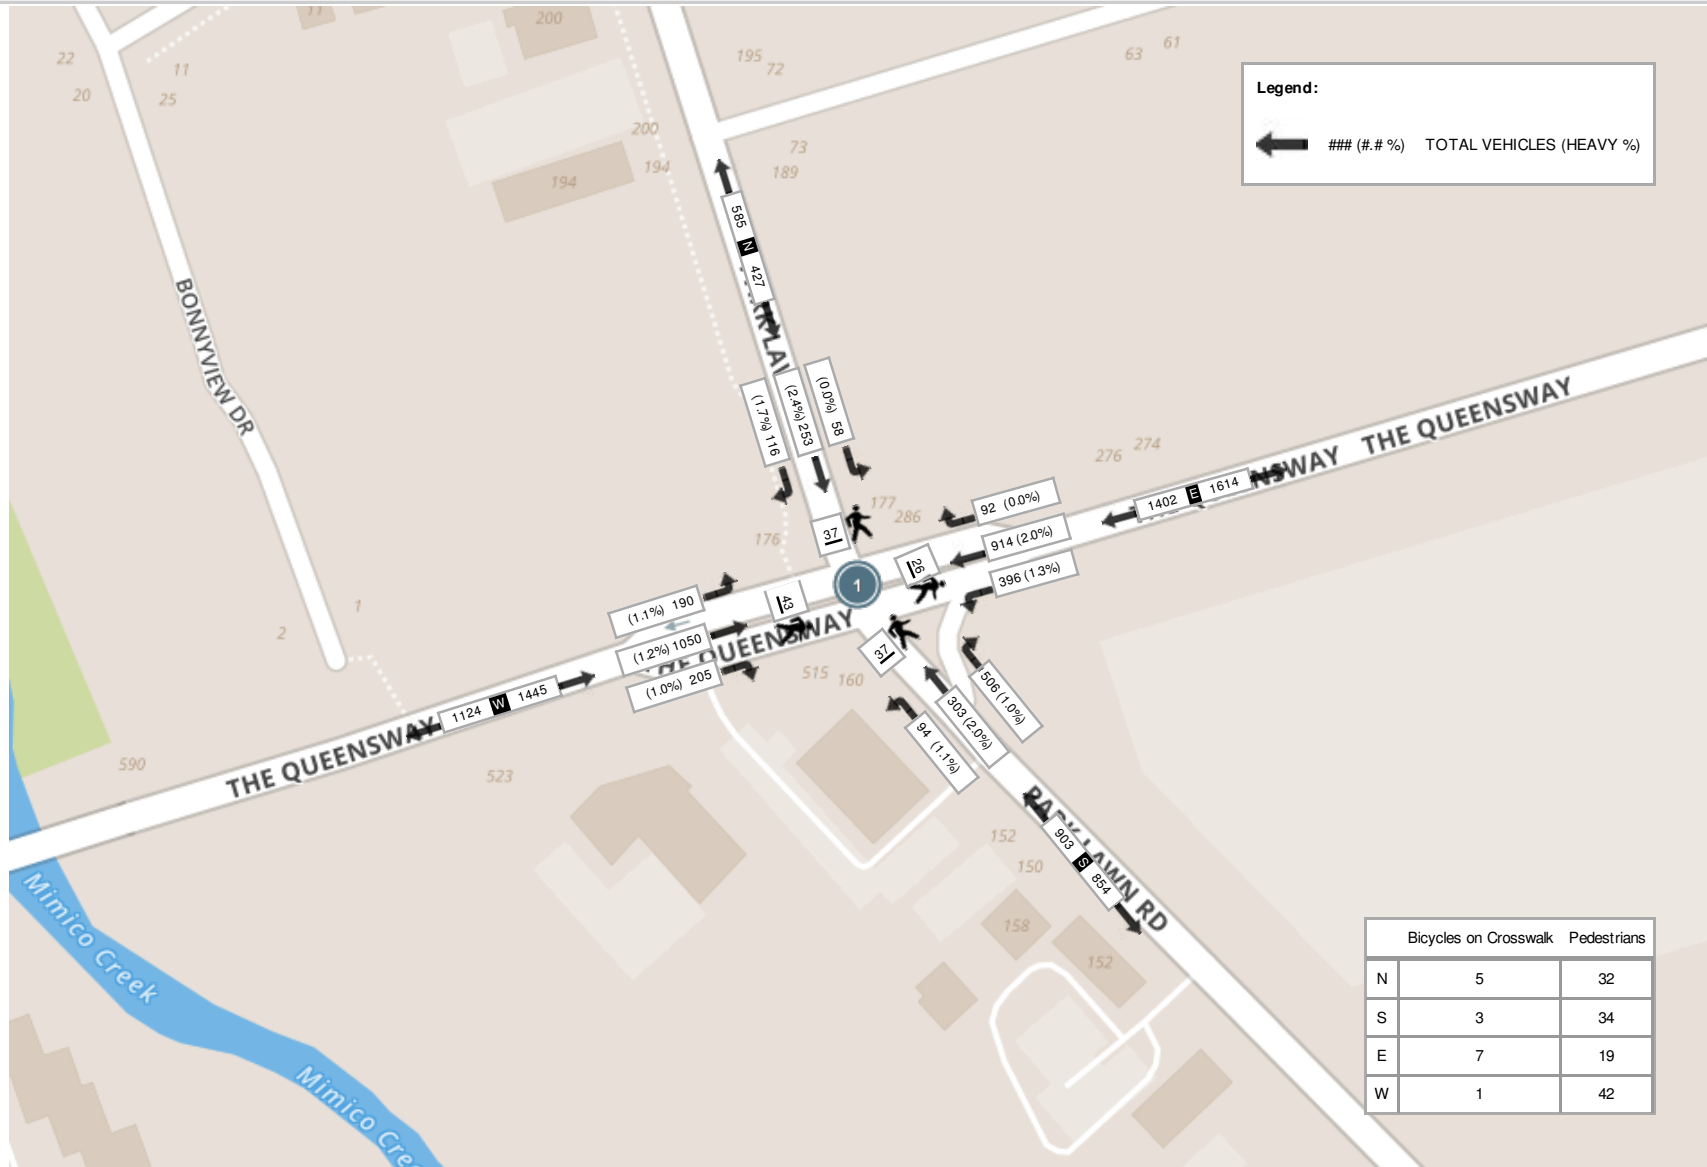 11
200
22
11
20
25
195
72
63
61
Legend:
### (#.# %) TOTAL VEHICLES (HEAVY %)
200
194
194
73
189
585 N 427
BONNYVIEW DR
(1.7%) 116
(2.4%) 253
(0.0%) 58
THE QUEENSWAY
276
274
1402 E 1614
92 (0.0%)
914 (2.0%)
396 (1.3%)
177
286
176
37
26
43
37
1
1
2
(1.1%) 190
(1.2%) 1050
(1.0%) 205
THE QUEENSWAY
515
160
1124 W 1445
THE QUEENSWAY
506 (1.0%)
303 (2.0%)
94 (1.1%)
590
523
PARK LAWN RD
903 S 854
152
150
158
152
Mimico Creek
Mimico Cree
Bicycles on Crosswalk Pedestrians
N 5 32
S 3 34
E 7 19
W 1 42